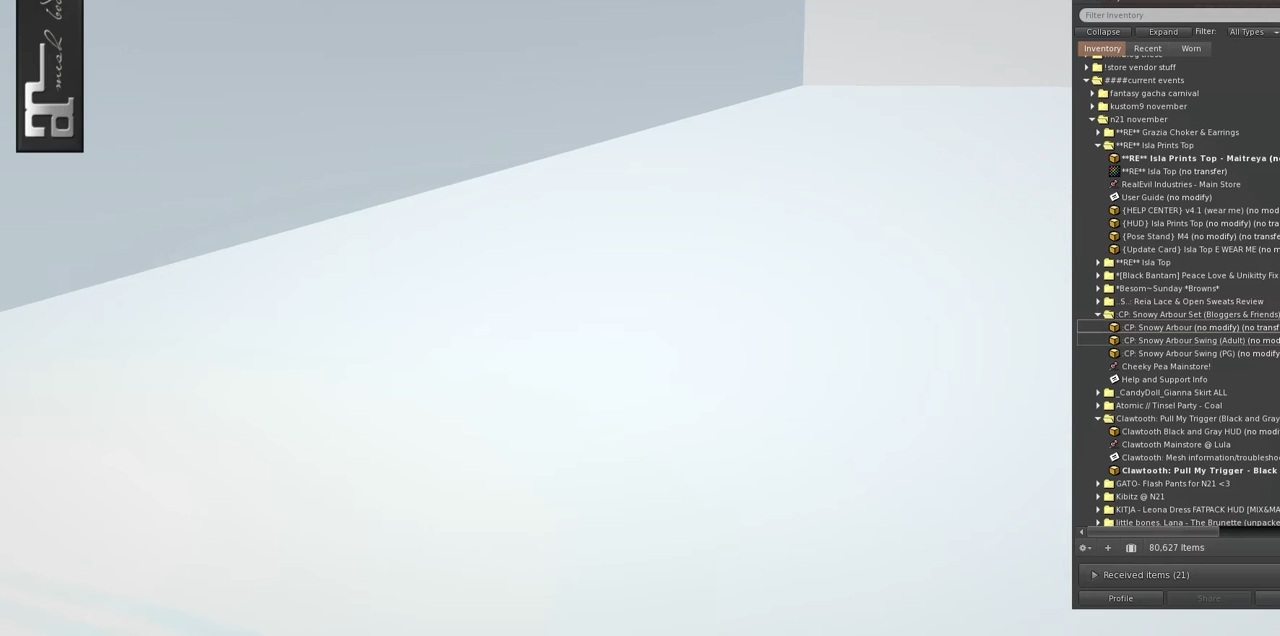 mesh
Filter Inventory
Collapse Expand Filter: All Types
Inventory Recent Worn
!store vendor stuff
####current events
fantasy gacha carnival
kustom9 november
n21 november
**RE** Grazia Choker & Earrings
**RE** Isla Prints Top
**RE** Isla Prints Top - Maitreya (n
**RE** Isla Top (no transfer)
RealEvil Industries - Main Store
User Guide (no modify)
{HELP CENTER} v4.1 (wear me) (no mod
{HUD} Isla Prints Top (no modify) (no tra
{Pose Stand} M4 (no modify) (no transfe
{Update Card} Isla Top E WEAR ME (no m
**RE** Isla Top
*[Black Bantam] Peace Love & Unikitty Fix
*Besom~Sunday *Browns*
..S..: Reia Lace & Open Sweats Review
:CP: Snowy Arbour Set (Bloggers & Friends)
:CP: Snowy Arbour (no modify) (no transf
:CP: Snowy Arbour Swing (Adult) (no mod
:CP: Snowy Arbour Swing (PG) (no modify
Cheeky Pea Mainstore!
Help and Support Info
_CandyDoll_Gianna Skirt ALL
Atomic // Tinsel Party - Coal
Clawtooth: Pull My Trigger (Black and Gray
Clawtooth Black and Gray HUD (no modi
Clawtooth Mainstore @ Lula
Clawtooth: Mesh information/troublesho
Clawtooth: Pull My Trigger - Black
GATO- Flash Pants for N21 <3
Kibitz @ N21
KITJA - Leona Dress FATPACK HUD [MIX&MA
little bones. Lana - The Brunette (unpacke
80,627 Items
Received items (21)
Profile Share